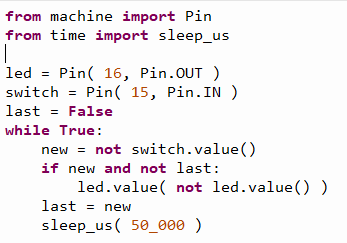 from machine import Pin
from time import sleep_us
led = Pin( 16, Pin.OUT )
switch = Pin( 15, Pin.IN )
last = False
while True:
    new = not switch.value()
    if new and not last:
        led.value( not led.value() )
    last = new
    sleep_us( 50_000 )